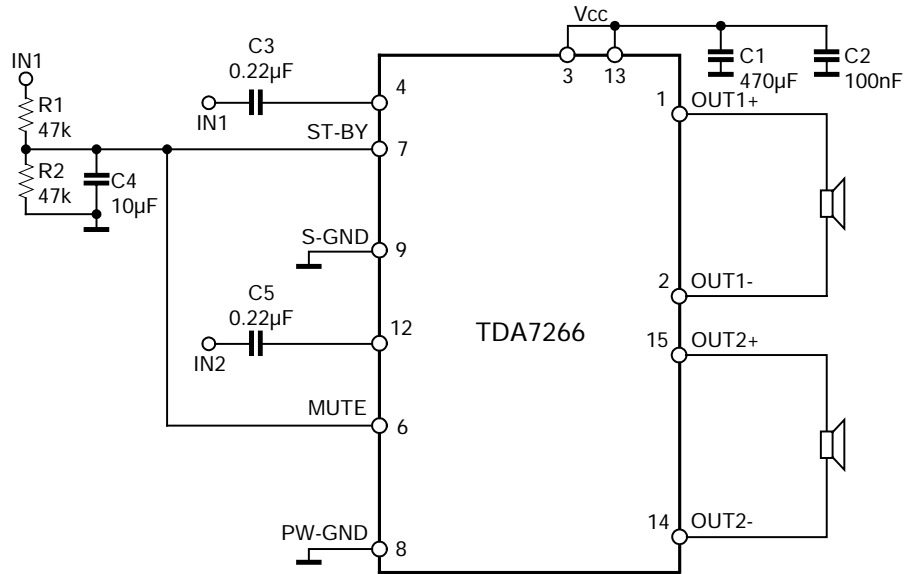 Vcc
C3
0.22µF
IN1
R1
47k
IN1
ST-BY
R2
47k
C4
10µF
S-GND
C5
0.22µF
IN2
MUTE
PW-GND
4
7
9
12
6
8
TDA7266
3
13
C1
470µF
C2
100nF
1
OUT1+
2
OUT1-
15
OUT2+
14
OUT2-